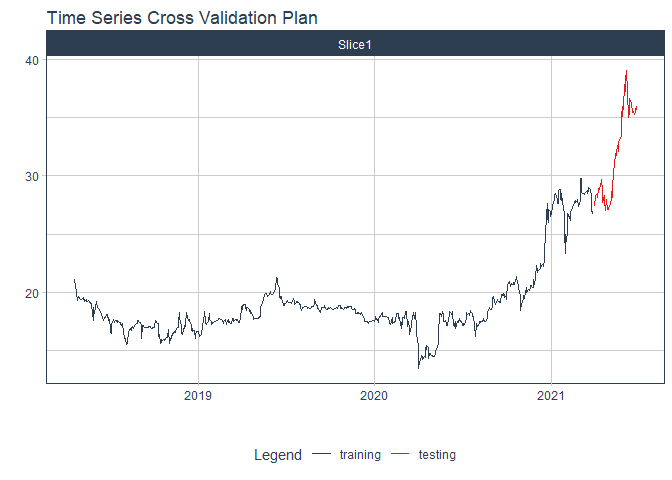 Time Series Cross Validation Plan
Slice1
40
30
20
2019 2020 2021
Legend training testing